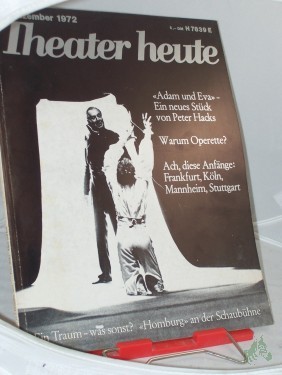 ezember 1972
H 7039 E
Theater heute
«Adam und Eva» –
Ein neues Stück
von Peter Hacks
Warum Operette?
Ach, diese Anfänge:
Frankfurt, Köln,
Mannheim, Stuttgart
Ein Traum – was sonst? «Homburg» an der Schaubühne